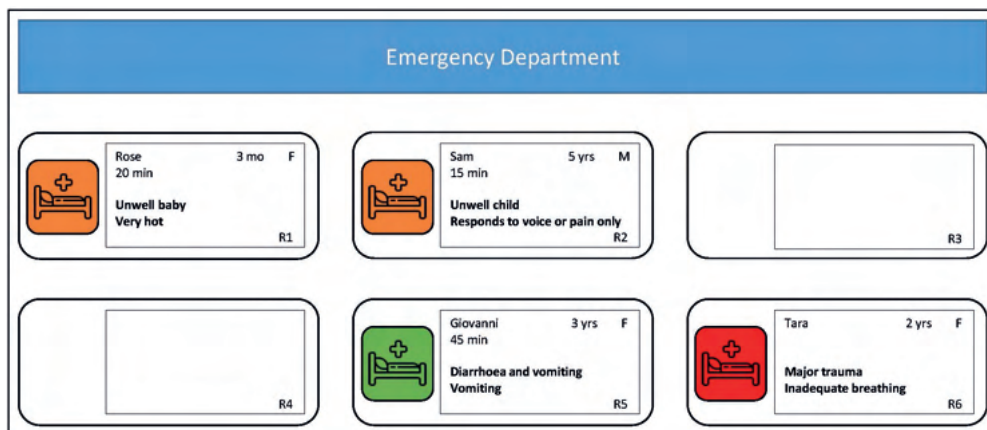 Emergency Department
Rose 3 mo F
20 min
Unwell baby
Very hot
R1
Sam 5 yrs M
15 min
Unwell child
Responds to voice or pain only
R2
R3
R4
Giovanni 3 yrs F
45 min
Diarrhoea and vomiting
Vomiting
R5
Tara 2 yrs F
Major trauma
Inadequate breathing
R6